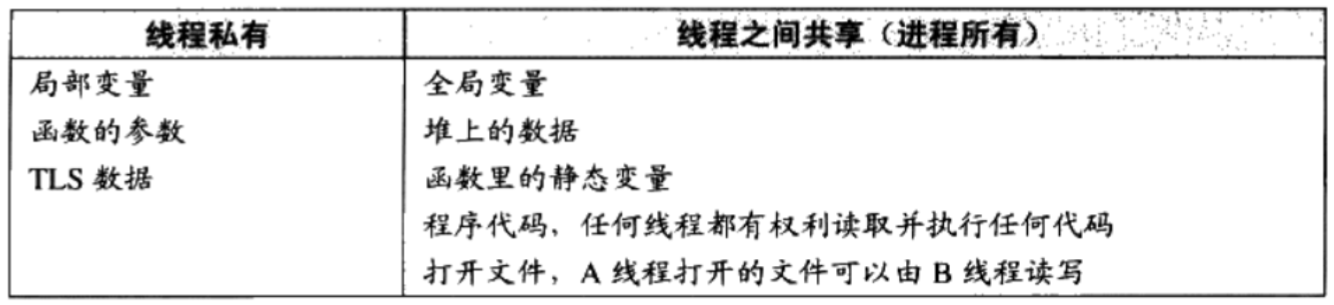 线程私有
线程之间共享（进程所有）
局部变量
函数的参数
TLS 数据
全局变量
堆上的数据
函数里的静态变量
程序代码，任何线程都有权利读取并执行任何代码
打开文件，A 线程打开的文件可以由 B 线程读写